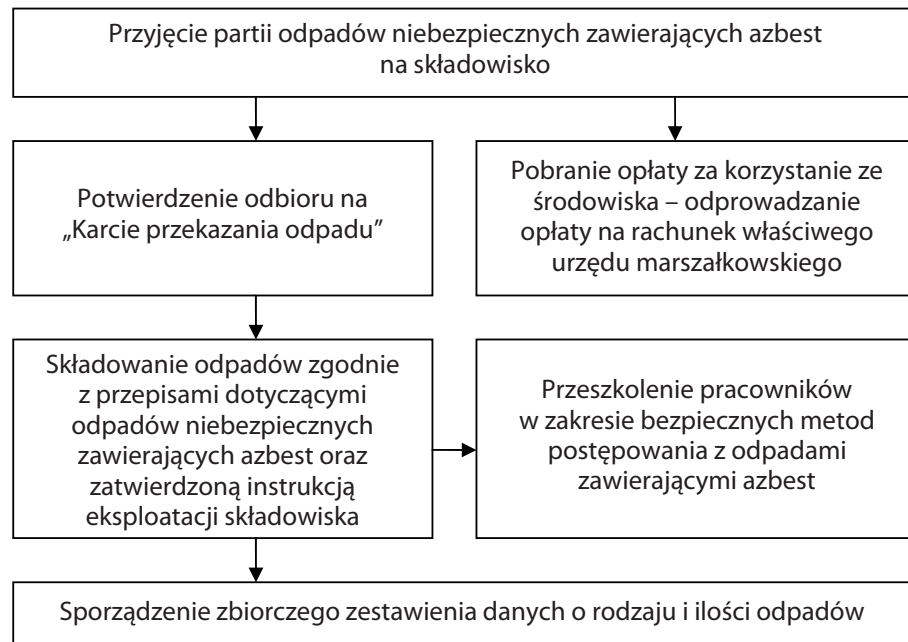 Przyjęcie partii odpadów niebezpiecznych zawierających azbest
na składowisko
Potwierdzenie odbioru na
„Karcie przekazania odpadu”
Pobranie opłaty za korzystanie ze
środowiska – odprowadzanie
opłaty na rachunek właściwego
urzędu marszałkowskiego
Składowanie odpadów zgodnie
z przepisami dotyczącymi
odpadów niebezpiecznych
zawierających azbest oraz
zatwierdzoną instrukcją
eksploatacji składowiska
Przeszkolenie pracowników
w zakresie bezpiecznych metod
postępowania z odpadami
zawierającymi azbest
Sporządzenie zbiorczego zestawienia danych o rodzaju i ilości odpadów